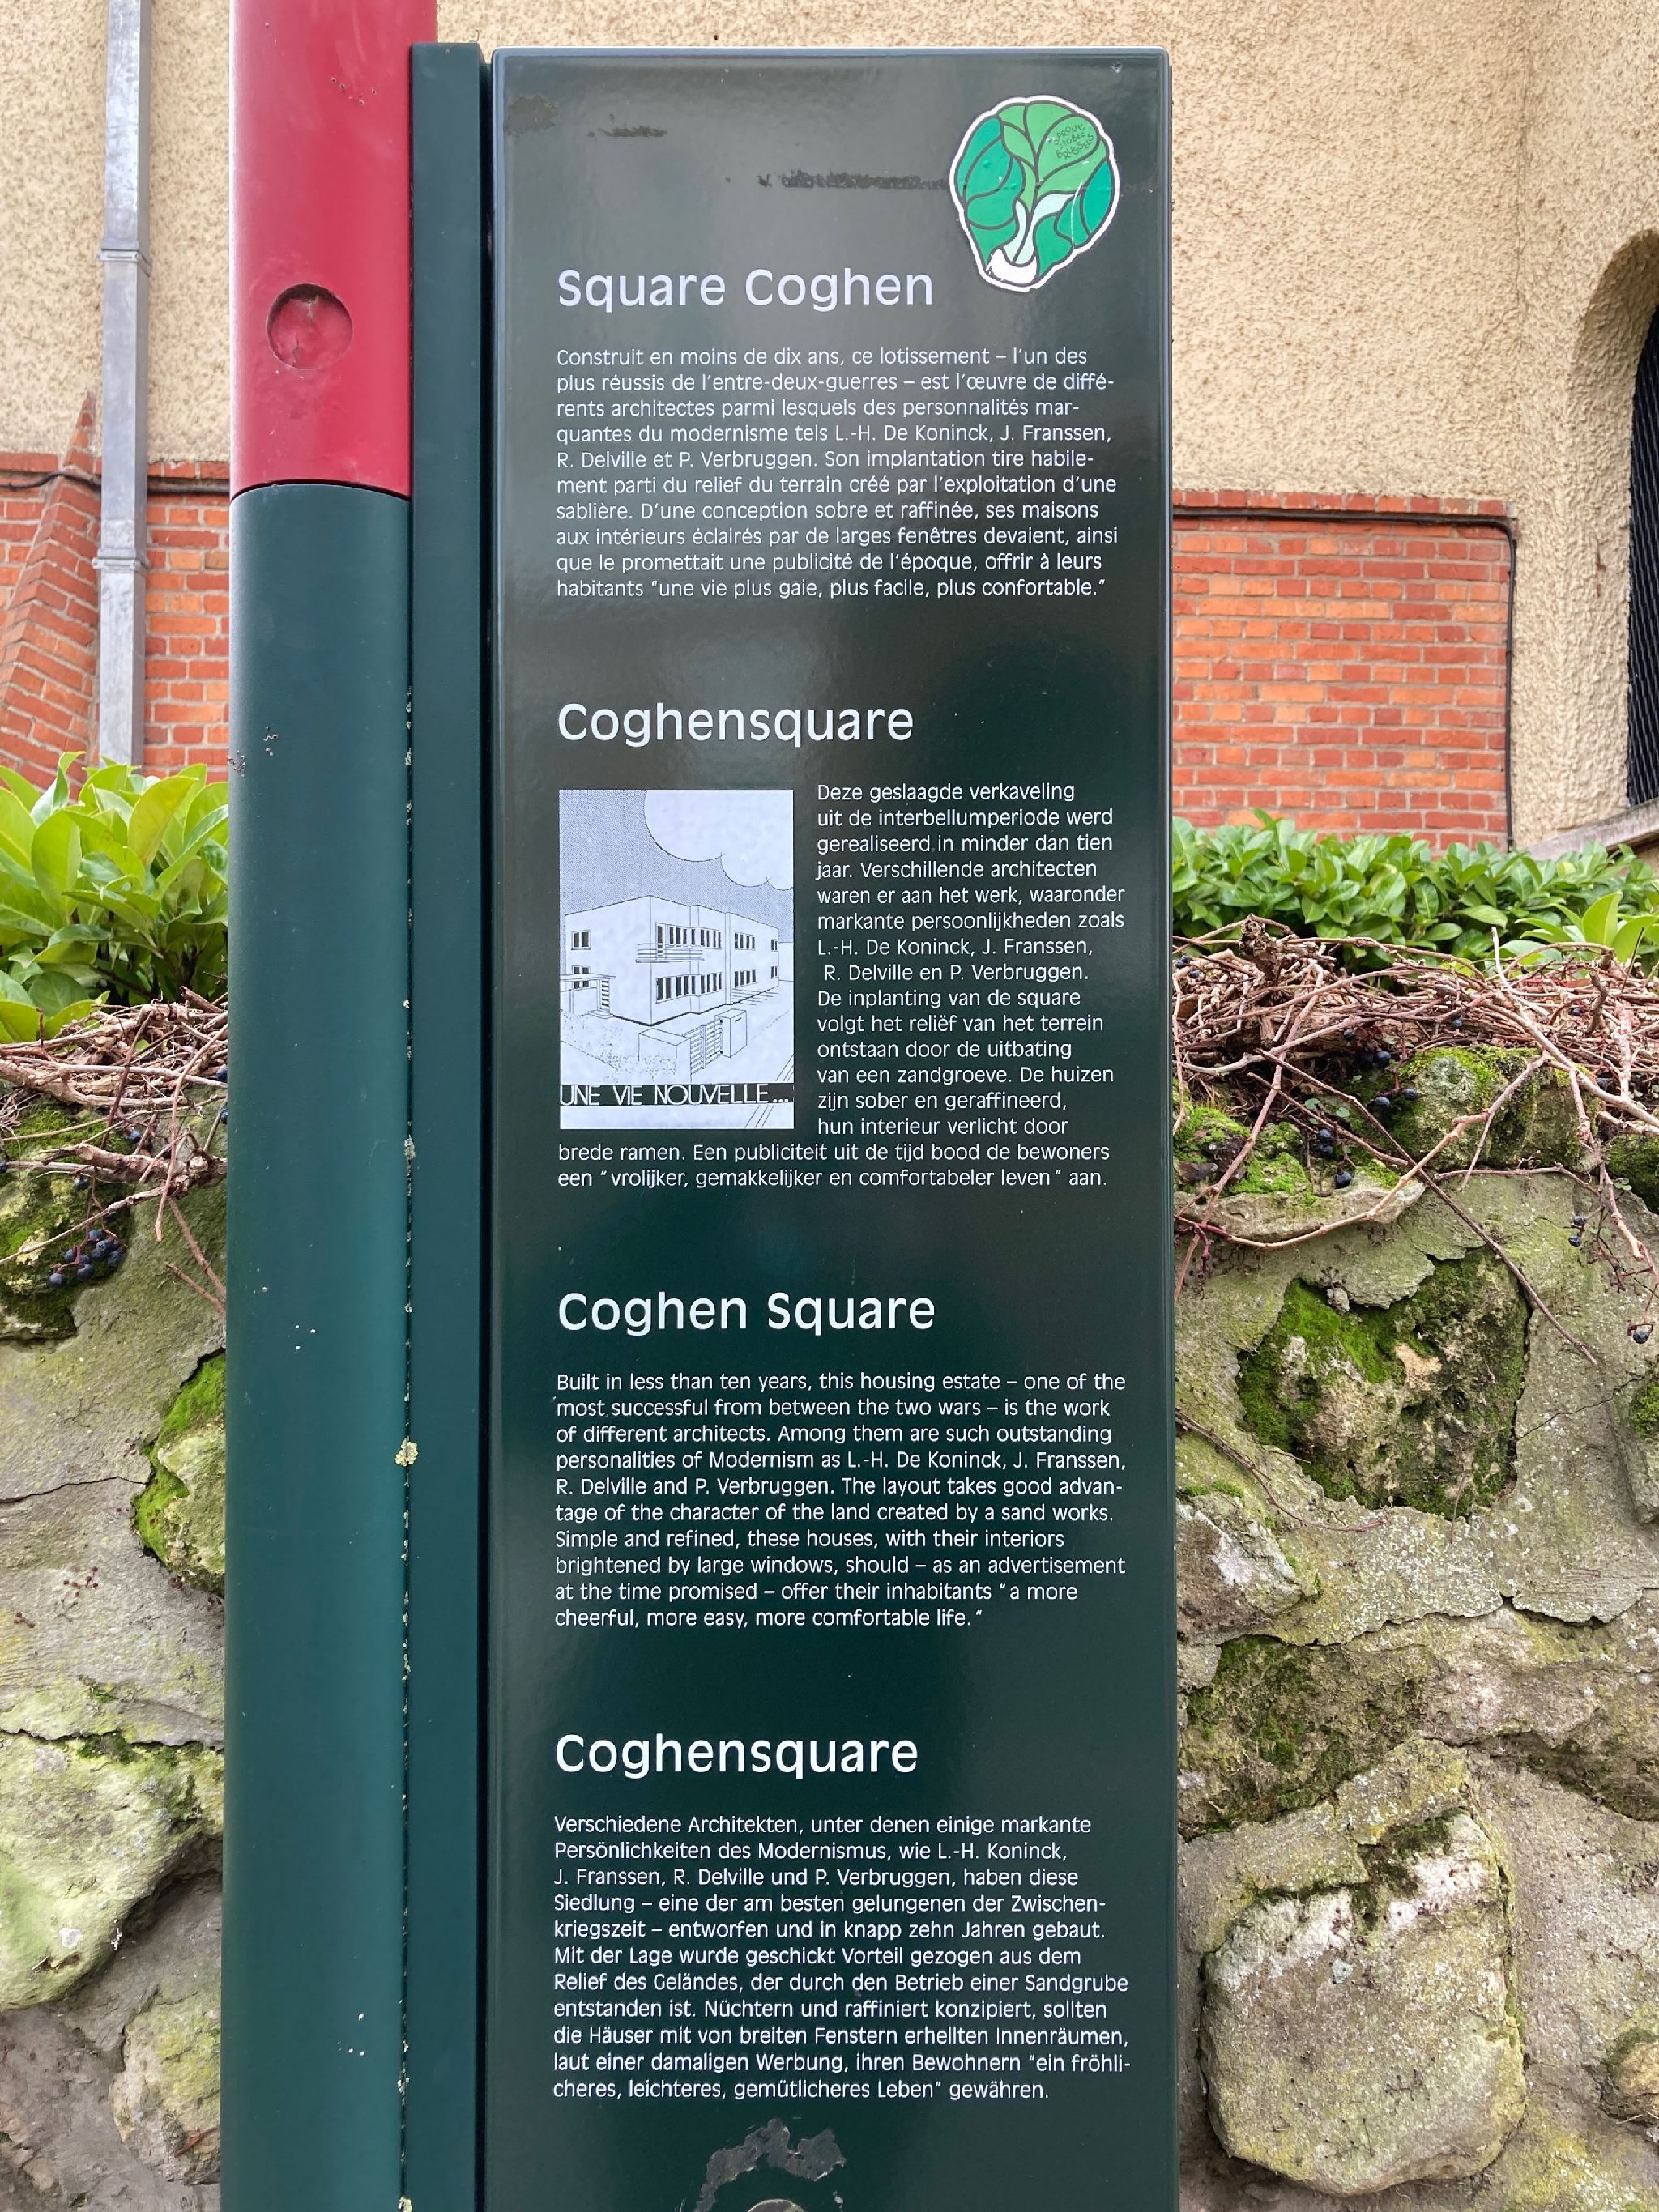 SPROUT
TO BE
BRUSSELS
Square Coghen
Construit en moins de dix ans, ce lotissement – l'un des
plus réussis de l'entre-deux-guerres – est l'œuvre de diffé-
rents architectes parmi lesquels des personnalités mar-
quantes du modernisme tels L.-H. De Koninck, J. Franssen,
R. Delville et P. Verbruggen. Son implantation tire habile-
ment parti du relief du terrain créé par l'exploitation d'une
sablière. D'une conception sobre et raffinée, ses maisons
aux intérieurs éclairés par de larges fenêtres devaient, ainsi
que le promettait une publicité de l'époque, offrir à leurs
habitants "une vie plus gaie, plus facile, plus confortable."
Coghensquare
Deze geslaagde verkaveling
uit de interbellumperiode werd
gerealiseerd in minder dan tien
jaar. Verschillende architecten
waren er aan het werk, waaronder
markante persoonlijkheden zoals
L.-H. De Koninck, J. Franssen,
R. Delville en P. Verbruggen.
De inplanting van de square
volgt het reliëf van het terrein
ontstaan door de uitbating
van een zandgroeve. De huizen
zijn sober en geraffineerd,
hun interieur verlicht door
brede ramen. Een publiciteit uit de tijd bood de bewoners
een "vrolijker, gemakkelijker en comfortabeler leven" aan.
UNE VIE NOUVELLE...
Coghen Square
Built in less than ten years, this housing estate – one of the
most successful from between the two wars – is the work
of different architects. Among them are such outstanding
personalities of Modernism as L.-H. De Koninck, J. Franssen,
R. Delville and P. Verbruggen. The layout takes good advan-
tage of the character of the land created by a sand works.
Simple and refined, these houses, with their interiors
brightened by large windows, should – as an advertisement
at the time promised – offer their inhabitants "a more
cheerful, more easy, more comfortable life."
Coghensquare
Verschiedene Architekten, unter denen einige markante
Persönlichkeiten des Modernismus, wie L.-H. Koninck,
J. Franssen, R. Delville und P. Verbruggen, haben diese
Siedlung – eine der am besten gelungenen der Zwischen-
kriegszeit – entworfen und in knapp zehn Jahren gebaut.
Mit der Lage wurde geschickt Vorteil gezogen aus dem
Relief des Geländes, der durch den Betrieb einer Sandgrube
entstanden ist. Nüchtern und raffiniert konzipiert, sollten
die Häuser mit von breiten Fenstern erhellten Innenräumen,
laut einer damaligen Werbung, ihren Bewohnern "ein fröhli-
cheres, leichteres, gemütlicheres Leben" gewähren.